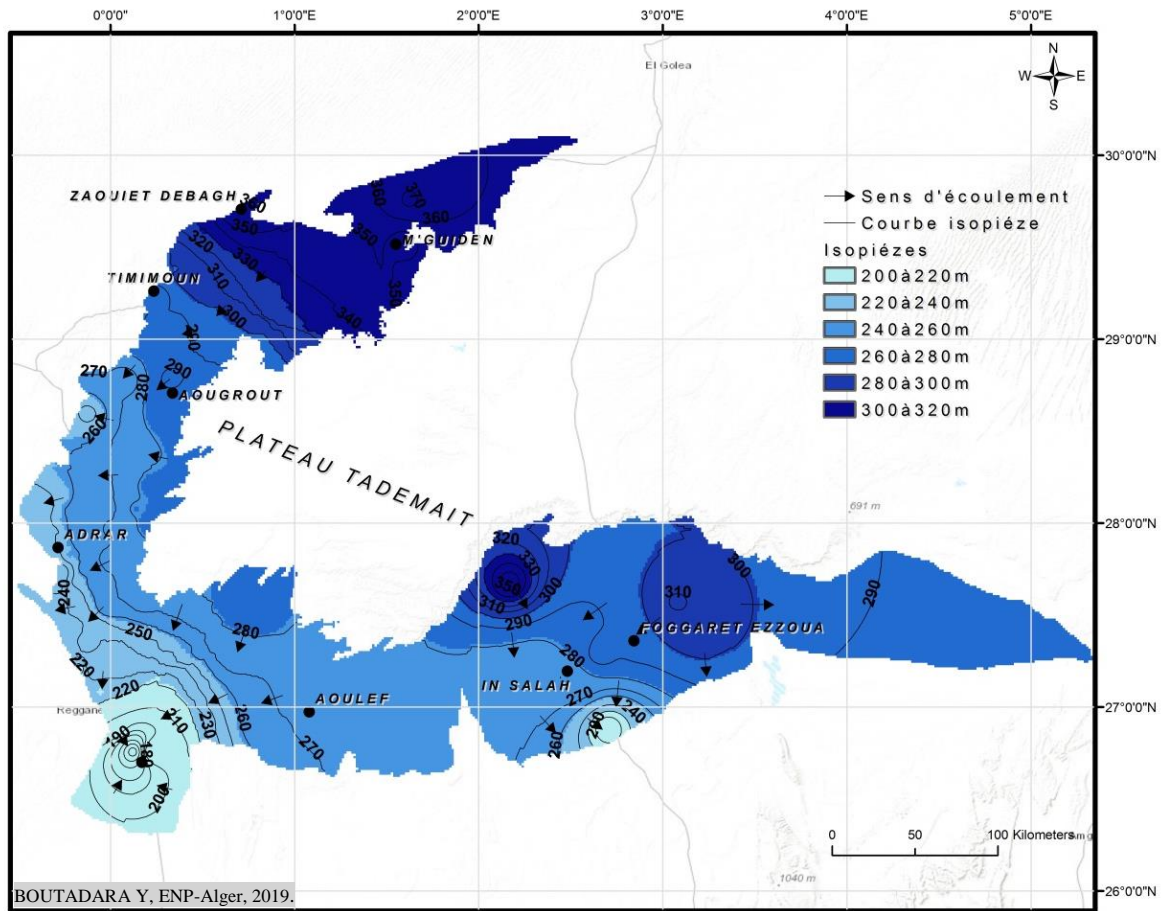 0°0'0"E 1°0'0"E 2°0'0"E 3°0'0"E 4°0'0"E 5°0'0"E
El Golea
N
W E
S
30°0'0"N
ZAOUIET DEBAGH
360
360
370
360
350
350
M'GUIDEN
350
320
330
310
340
300
TIMIMOUN
Sens d'écoulement
Courbe isopiéze
Isopiézes
200à220m
220à240m
240à260m
260à280m
280à300m
300à320m
29°0'0"N
270
280
290
AOUGROUT
260
PLATEAU TADEMAIT
691 m
28°0'0"N
ADRAR
240
320
330
350
300
310
290
300
310
290
FOGGARET EZZOUA
250
280
280
IN SALAH
270
240
260
220
220
210
230
260
AOULEF
270
Reggane
200
27°0'0"N
0 50 100 Kilometers
1040 m
26°0'0"N
BOUTADARA Y, ENP-Alger, 2019.